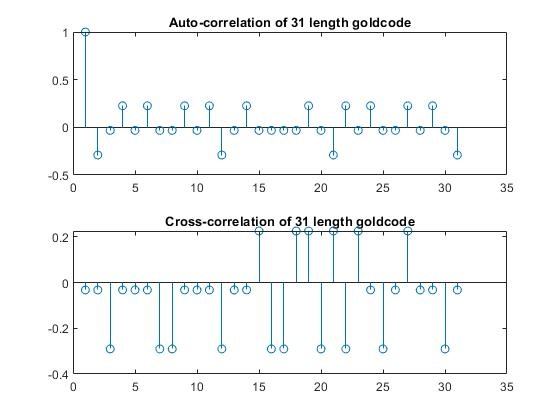 Auto-correlation of 31 length goldcode
1
0.5
0
-0.5
0 5 10 15 20 25 30 35
Cross-correlation of 31 length goldcode
0.2
0
-0.2
-0.4
0 5 10 15 20 25 30 35